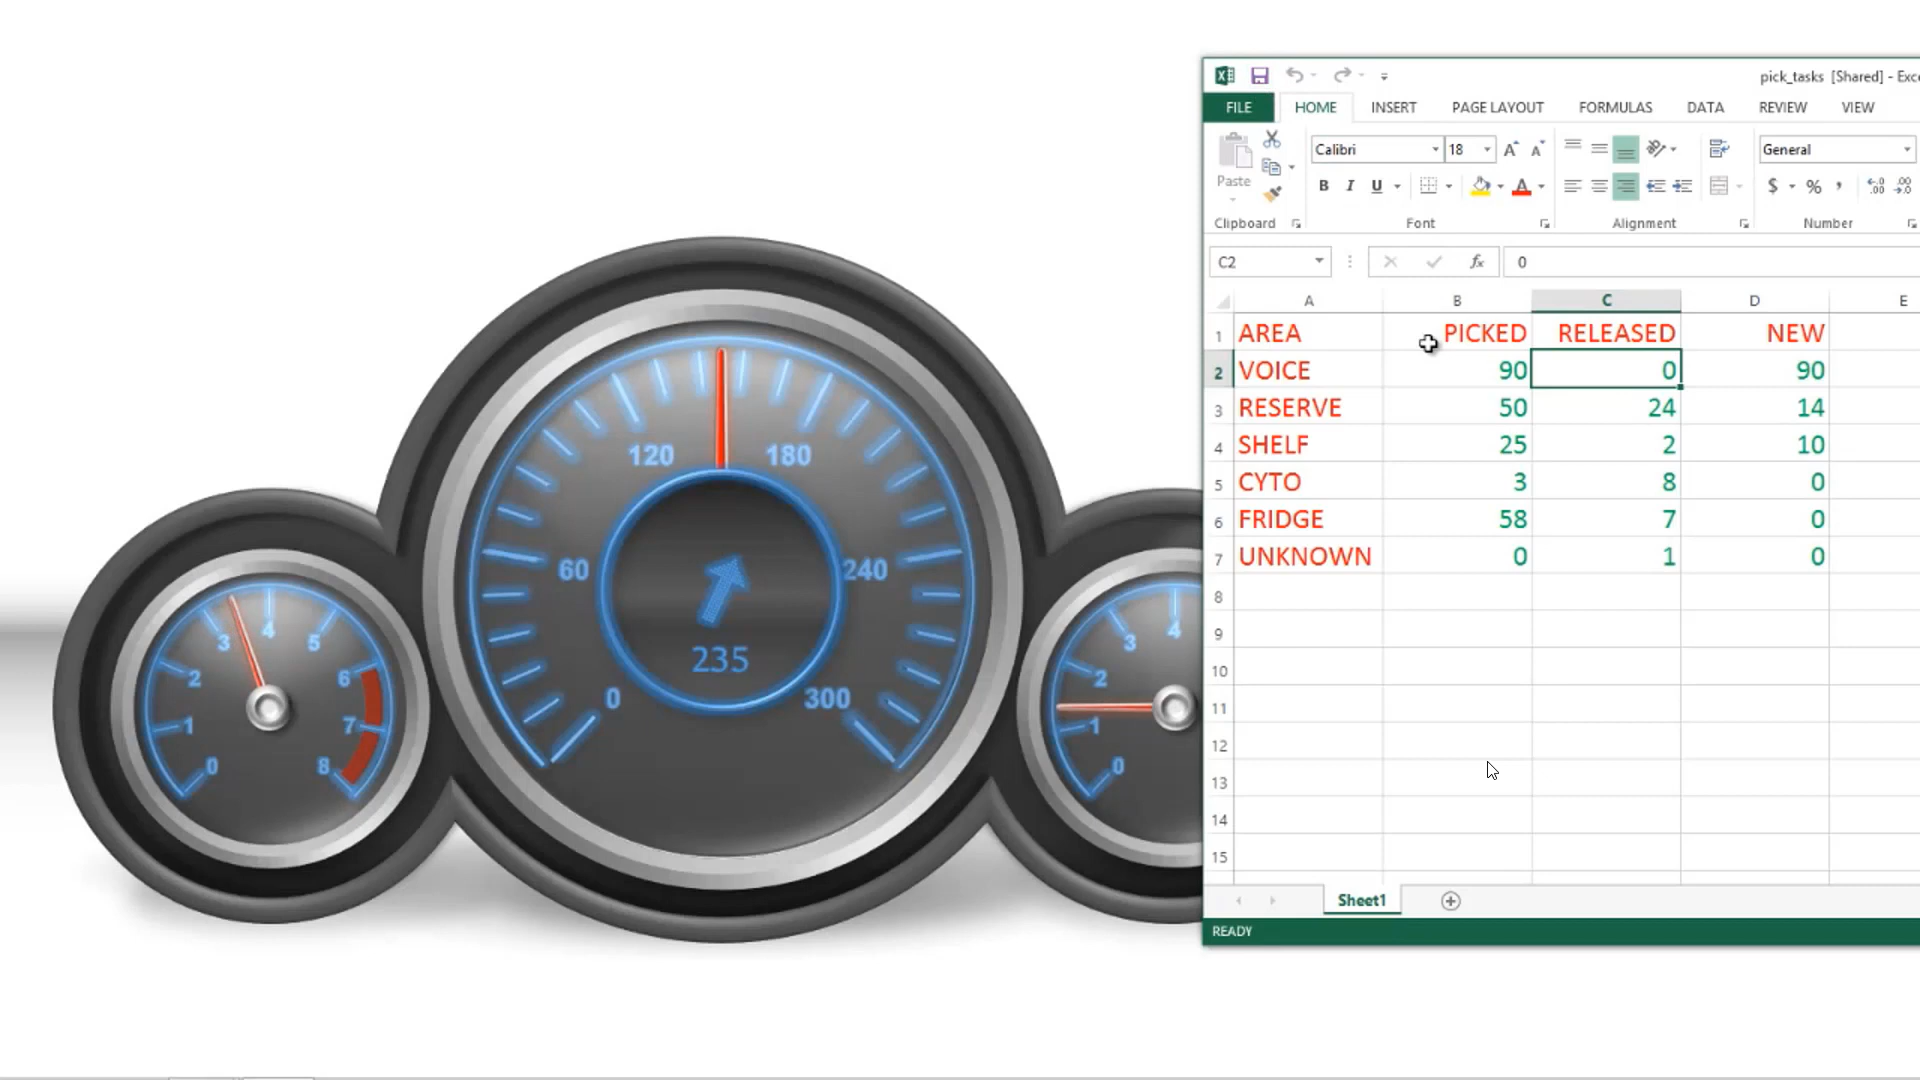 pick_tasks [Shared] - Exce
FILE HOME INSERT PAGE LAYOUT FORMULAS DATA REVIEW VIEW
Calibri 18 General
Paste B I U $ %
Clipboard Font Alignment Number
C2 fx 0
A B C D E
1 AREA PICKED RELEASED NEW
2 VOICE 90 0 90
3 RESERVE 50 24 14
4 SHELF 25 2 10
5 CYTO 3 8 0
6 FRIDGE 58 7 0
7 UNKNOWN 0 1 0
8
9
10
11
12
13
14
15
Sheet1
READY
120 180
60 240
0 300
235
3 4 5
2 6
1 7
0 8
3 4
2
1
0